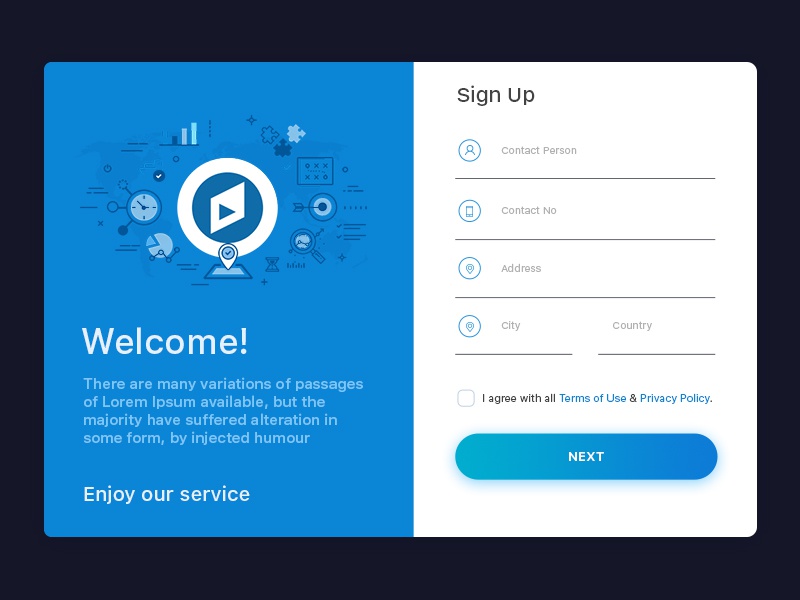 Sign Up
Contact Person
Contact No
Address
City Country
I agree with all Terms of Use & Privacy Policy.
NEXT
Welcome!
There are many variations of passages
of Lorem Ipsum available, but the
majority have suffered alteration in
some form, by injected humour
Enjoy our service